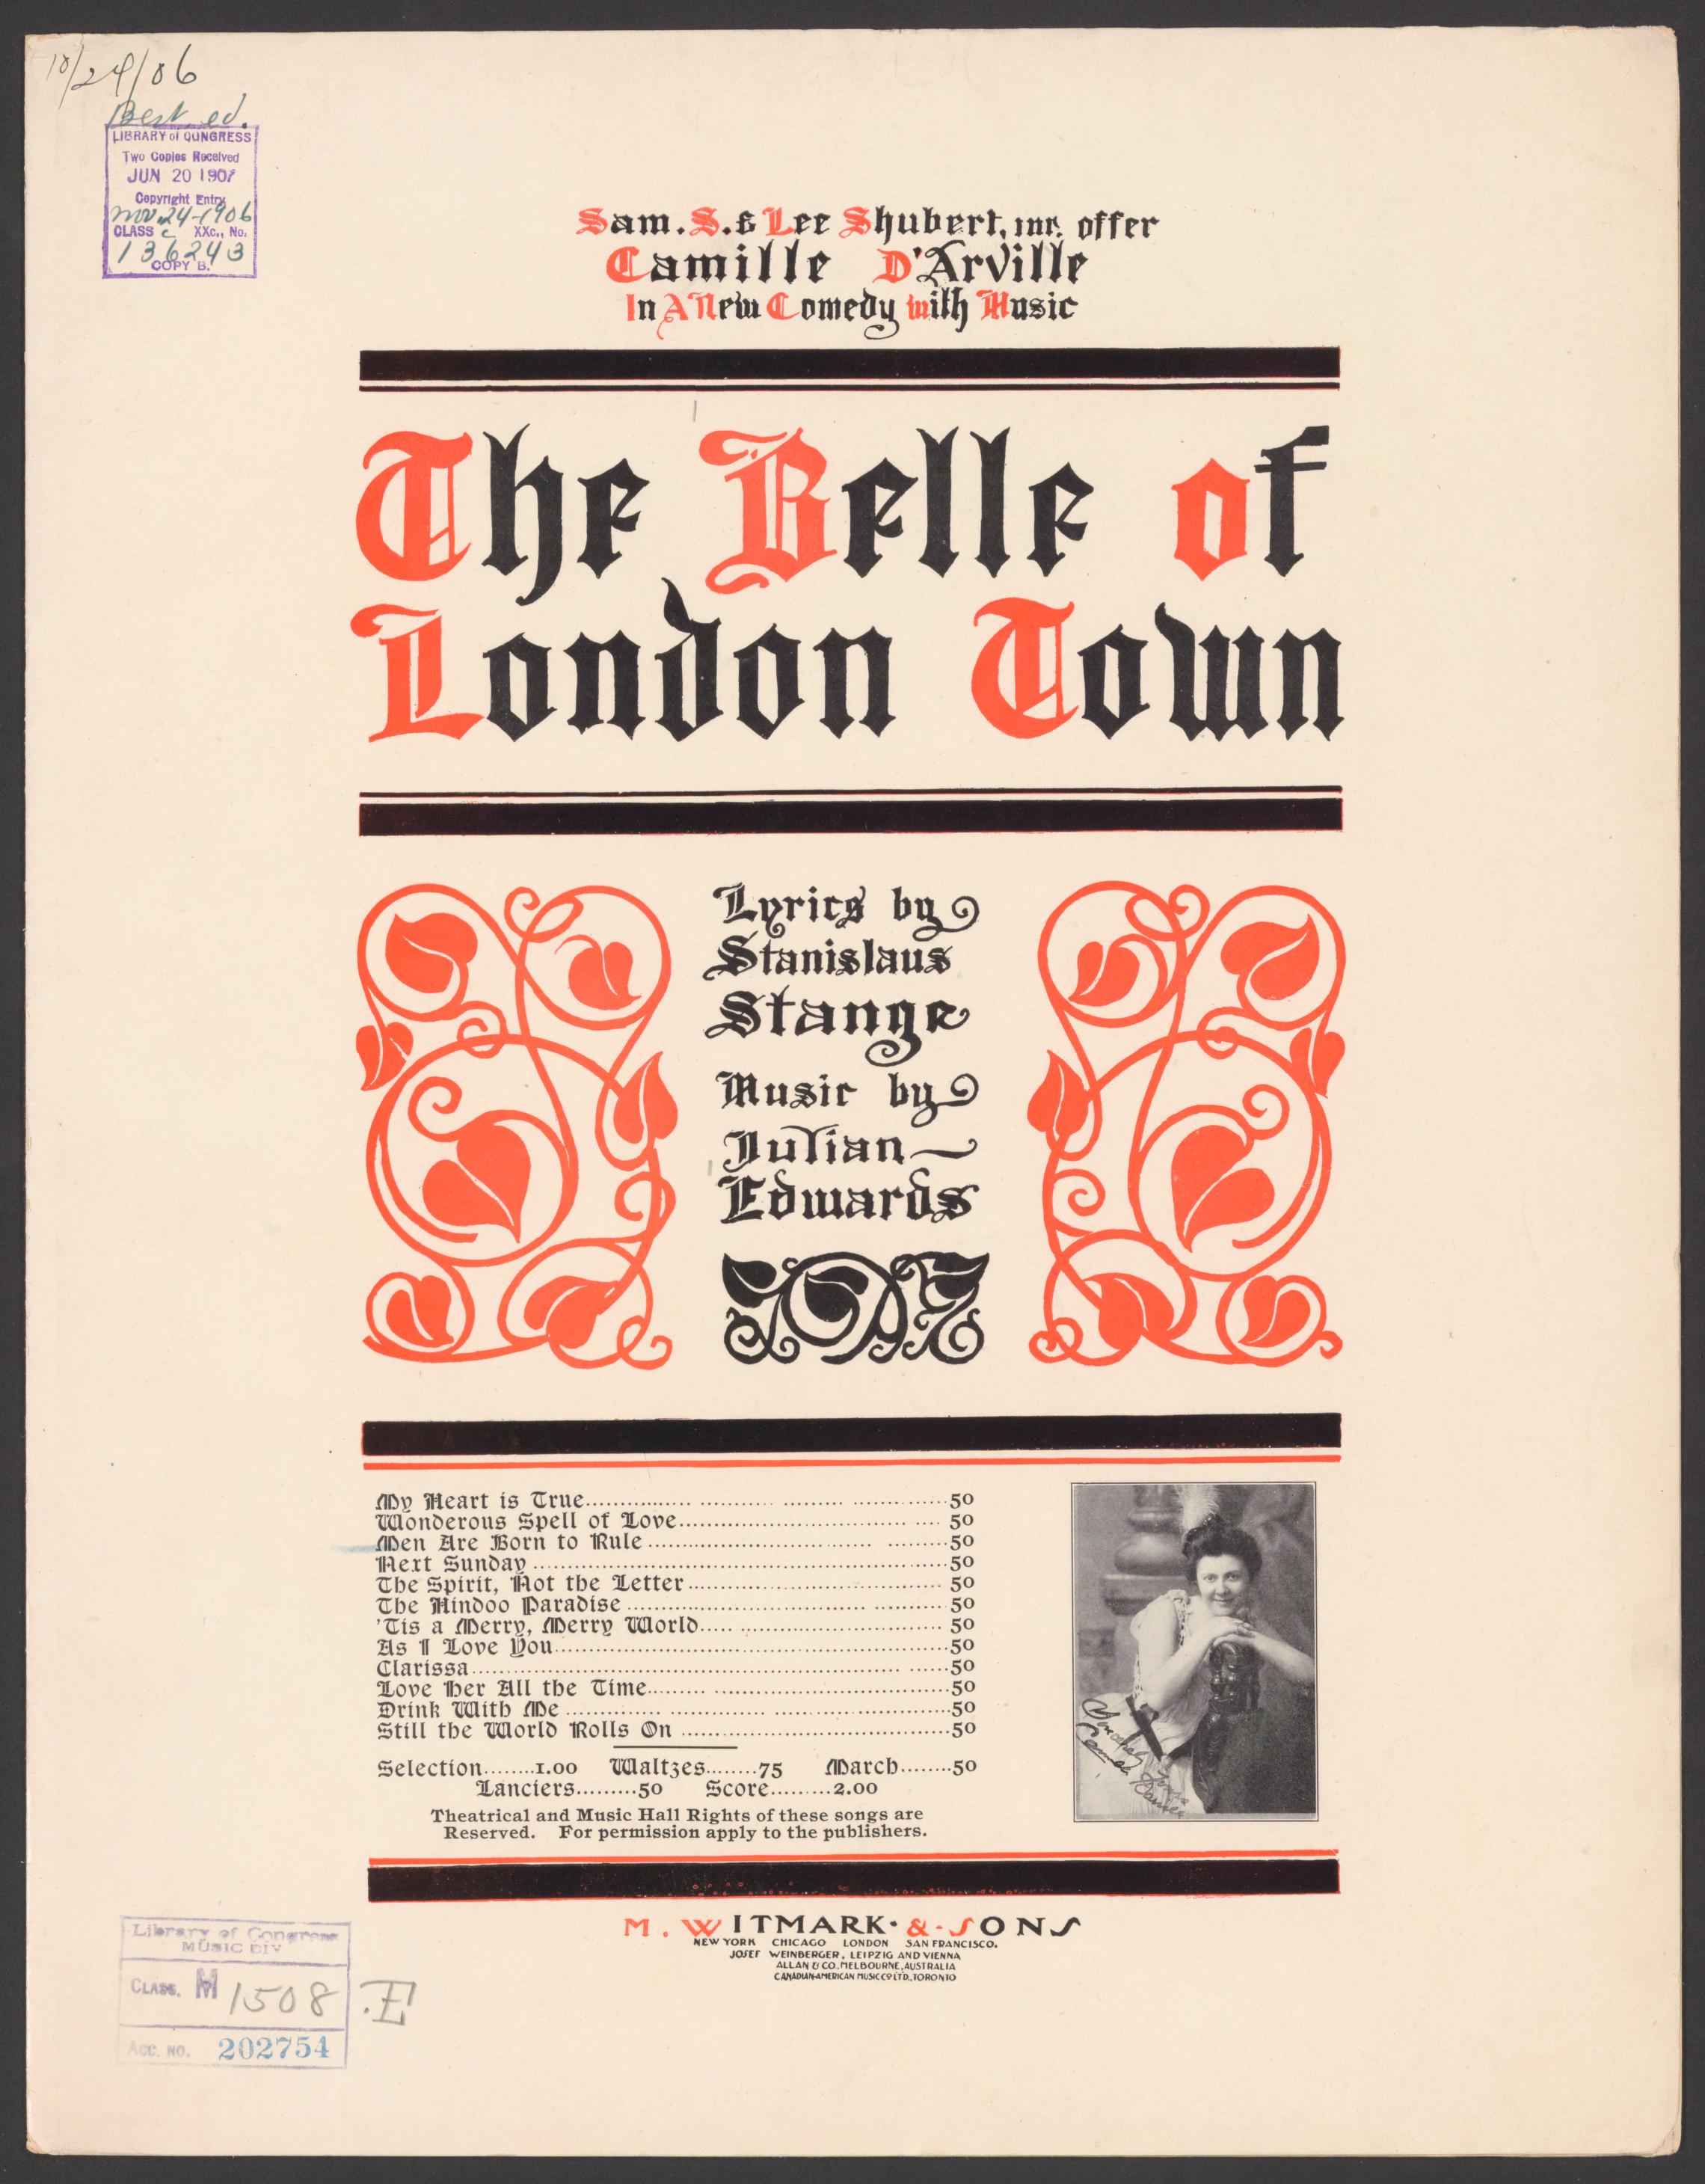 10/24/06
Best ed.
LIBRARY of CONGRESS
Two Copies Received
JUN 20 1907
Copyright Entry
Nov 24-1906
CLASS C XXc., No.
136243
COPY B.
Sam. S. & Lee Shubert, inc. offer
Camille D'Arville
In A New Comedy with Music
The Belle of
London Town
Lyrics by
Stanislaus
Stange
Music by
Julian
Edwards
My Heart is True 50
Wonderous Spell of Love 50
Men Are Born to Rule 50
Next Sunday 50
The Spirit, Not the Letter 50
The Hindoo Paradise 50
'Tis a Merry, Merry World 50
As I Love You 50
Clarissa 50
Love Her All the Time 50
Drink With Me 50
Still the World Rolls On 50
Selection 1.00 Waltzes 75 March 50
Lanciers 50 Score 2.00
Theatrical and Music Hall Rights of these songs are
Reserved. For permission apply to the publishers.
M. WITMARK & SONS
NEW YORK CHICAGO LONDON SAN FRANCISCO.
JOSEF WEINBERGER, LEIPZIG AND VIENNA
ALLAN & CO. MELBOURNE, AUSTRALIA
CANADIAN-AMERICAN MUSIC CO LTD., TORONTO
Library of Congress
MUSIC DIV
CLASS. M 1508 .E
ACC. NO. 202754